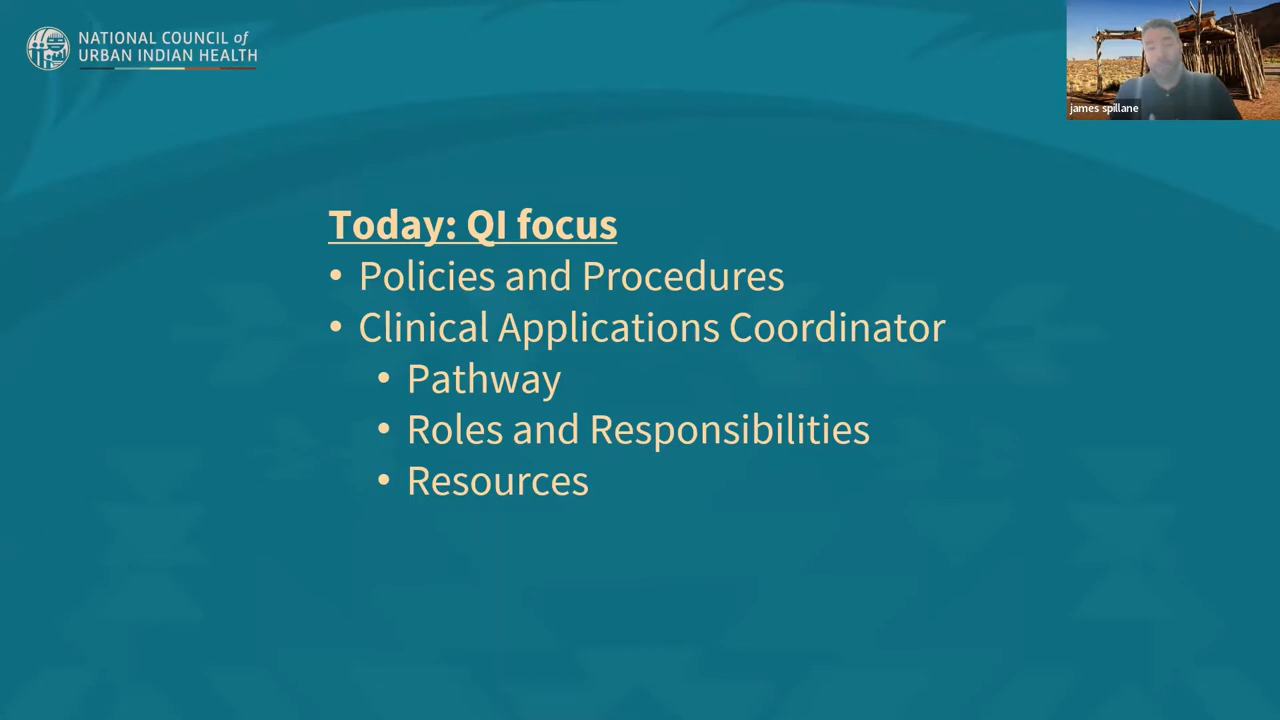 NATIONAL COUNCIL of
URBAN INDIAN HEALTH
james spillane
Today: QI focus
• Policies and Procedures
• Clinical Applications Coordinator
• Pathway
• Roles and Responsibilities
• Resources